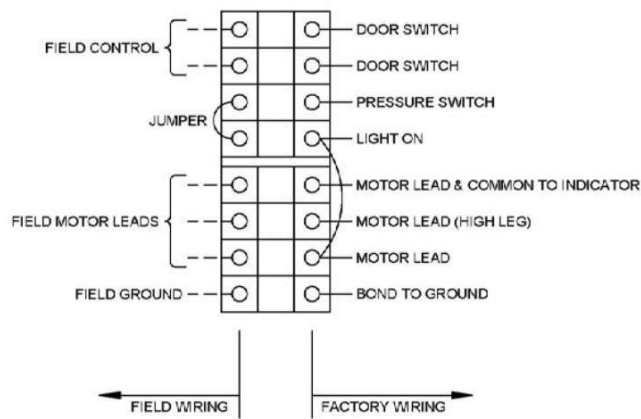 DOOR SWITCH
FIELD CONTROL
DOOR SWITCH
PRESSURE SWITCH
JUMPER
LIGHT ON
MOTOR LEAD & COMMON TO INDICATOR
FIELD MOTOR LEADS
MOTOR LEAD (HIGH LEG)
MOTOR LEAD
FIELD GROUND
BOND TO GROUND
FIELD WIRING
FACTORY WIRING